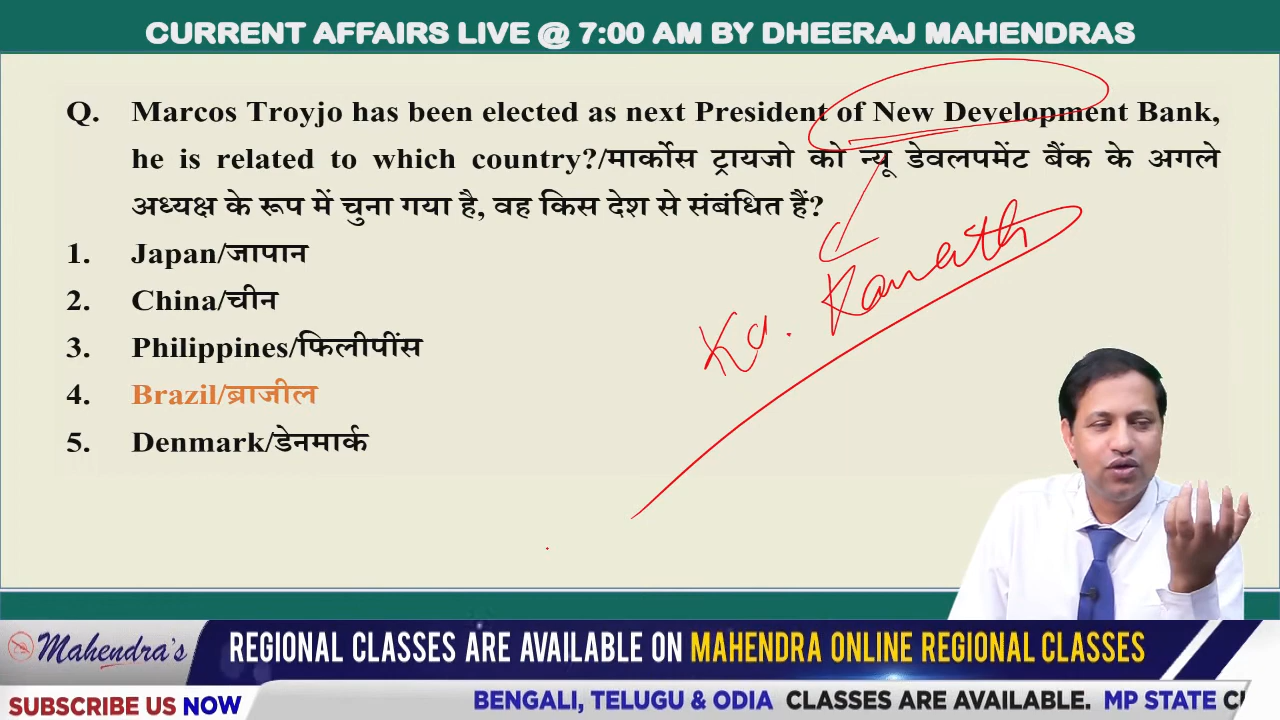 CURRENT AFFAIRS LIVE @ 7:00 AM BY DHEERAJ MAHENDRAS
Q. Marcos Troyjo has been elected as next President of New Development Bank,
he is related to which country?/मार्कोस ट्रायजो को न्यू डेवलपमेंट बैंक के अगले
अध्यक्ष के रूप में चुना गया है, वह किस देश से संबंधित हैं?
1. Japan/जापान
2. China/चीन
3. Philippines/फिलीपींस
4. Brazil/ब्राजील
5. Denmark/डेनमार्क
Kamath
Mahendra's
REGIONAL CLASSES ARE AVAILABLE ON MAHENDRA ONLINE REGIONAL CLASSES
SUBSCRIBE US NOW
BENGALI, TELUGU & ODIA CLASSES ARE AVAILABLE. MP STATE